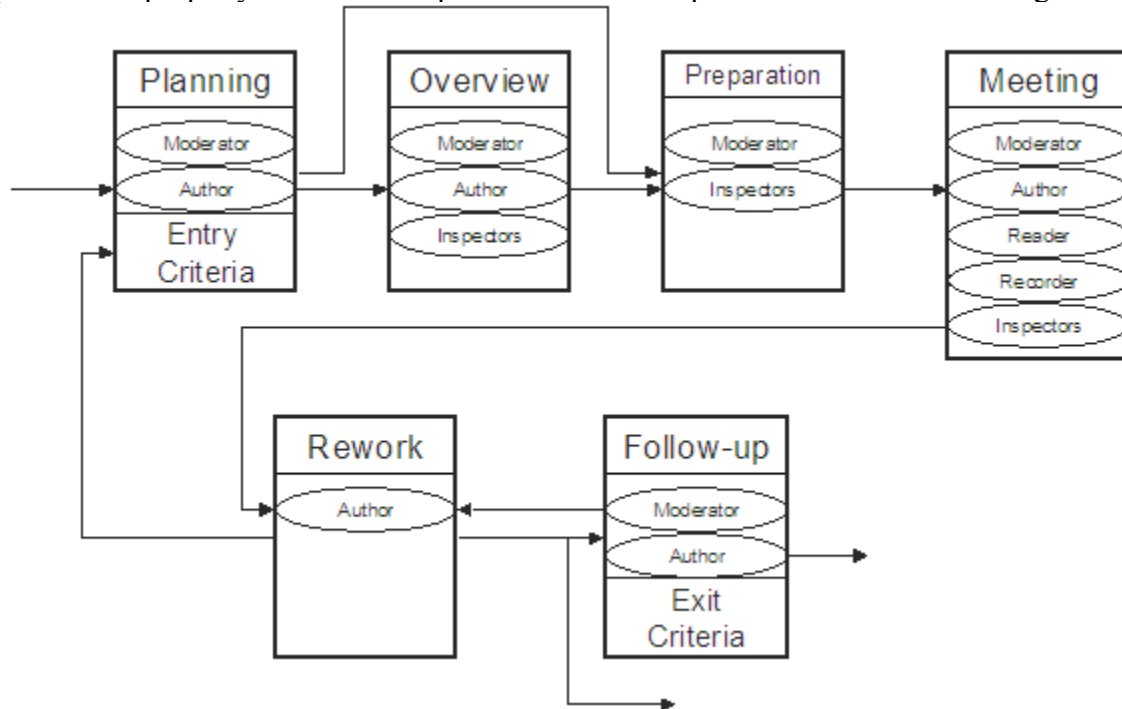 Planning
Moderator
Author
Entry
Criteria
Overview
Moderator
Author
Inspectors
Preparation
Moderator
Inspectors
Meeting
Moderator
Author
Reader
Recorder
Inspectors
Rework
Author
Follow-up
Moderator
Author
Exit
Criteria